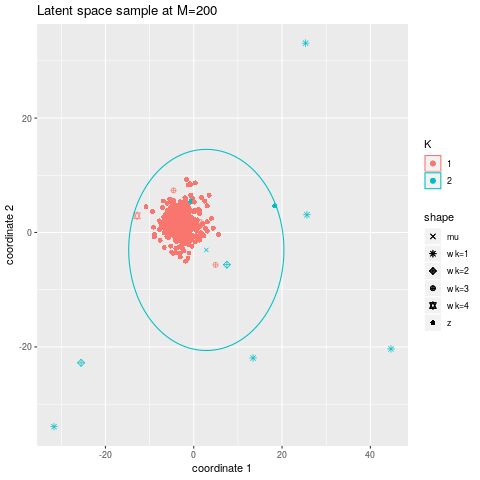 Latent space sample at M=200
20
0
-20
-20
0
20
40
coordinate 1
coordinate 2
K
1
2
shape
mu
w k=1
w k=2
w k=3
w k=4
z